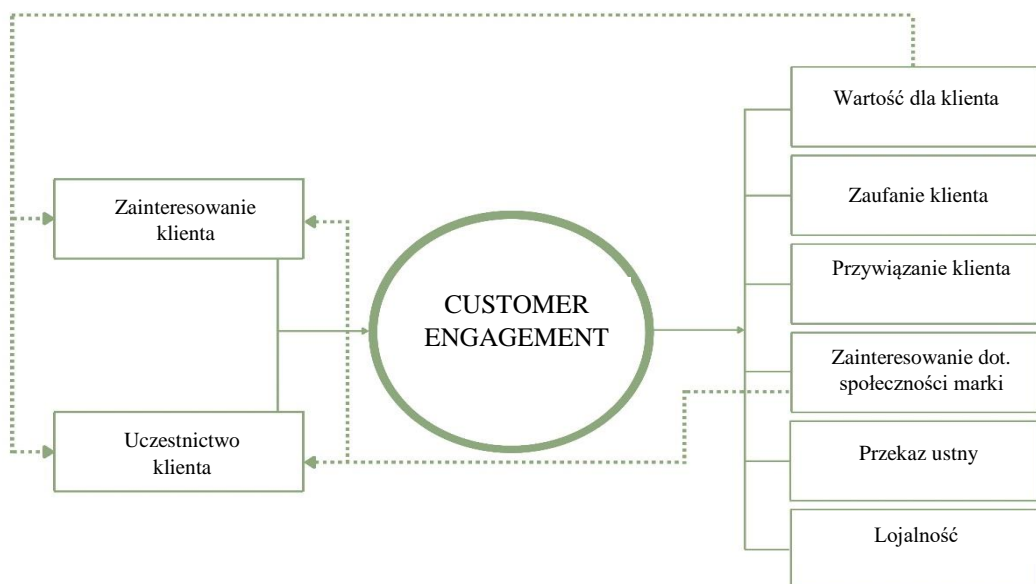 Zainteresowanie
klienta
Uczestnictwo
klienta
CUSTOMER
ENGAGEMENT
Wartość dla klienta
Zaufanie klienta
Przywiązanie klienta
Zainteresowanie dot.
społeczności marki
Przekaz ustny
Lojalność